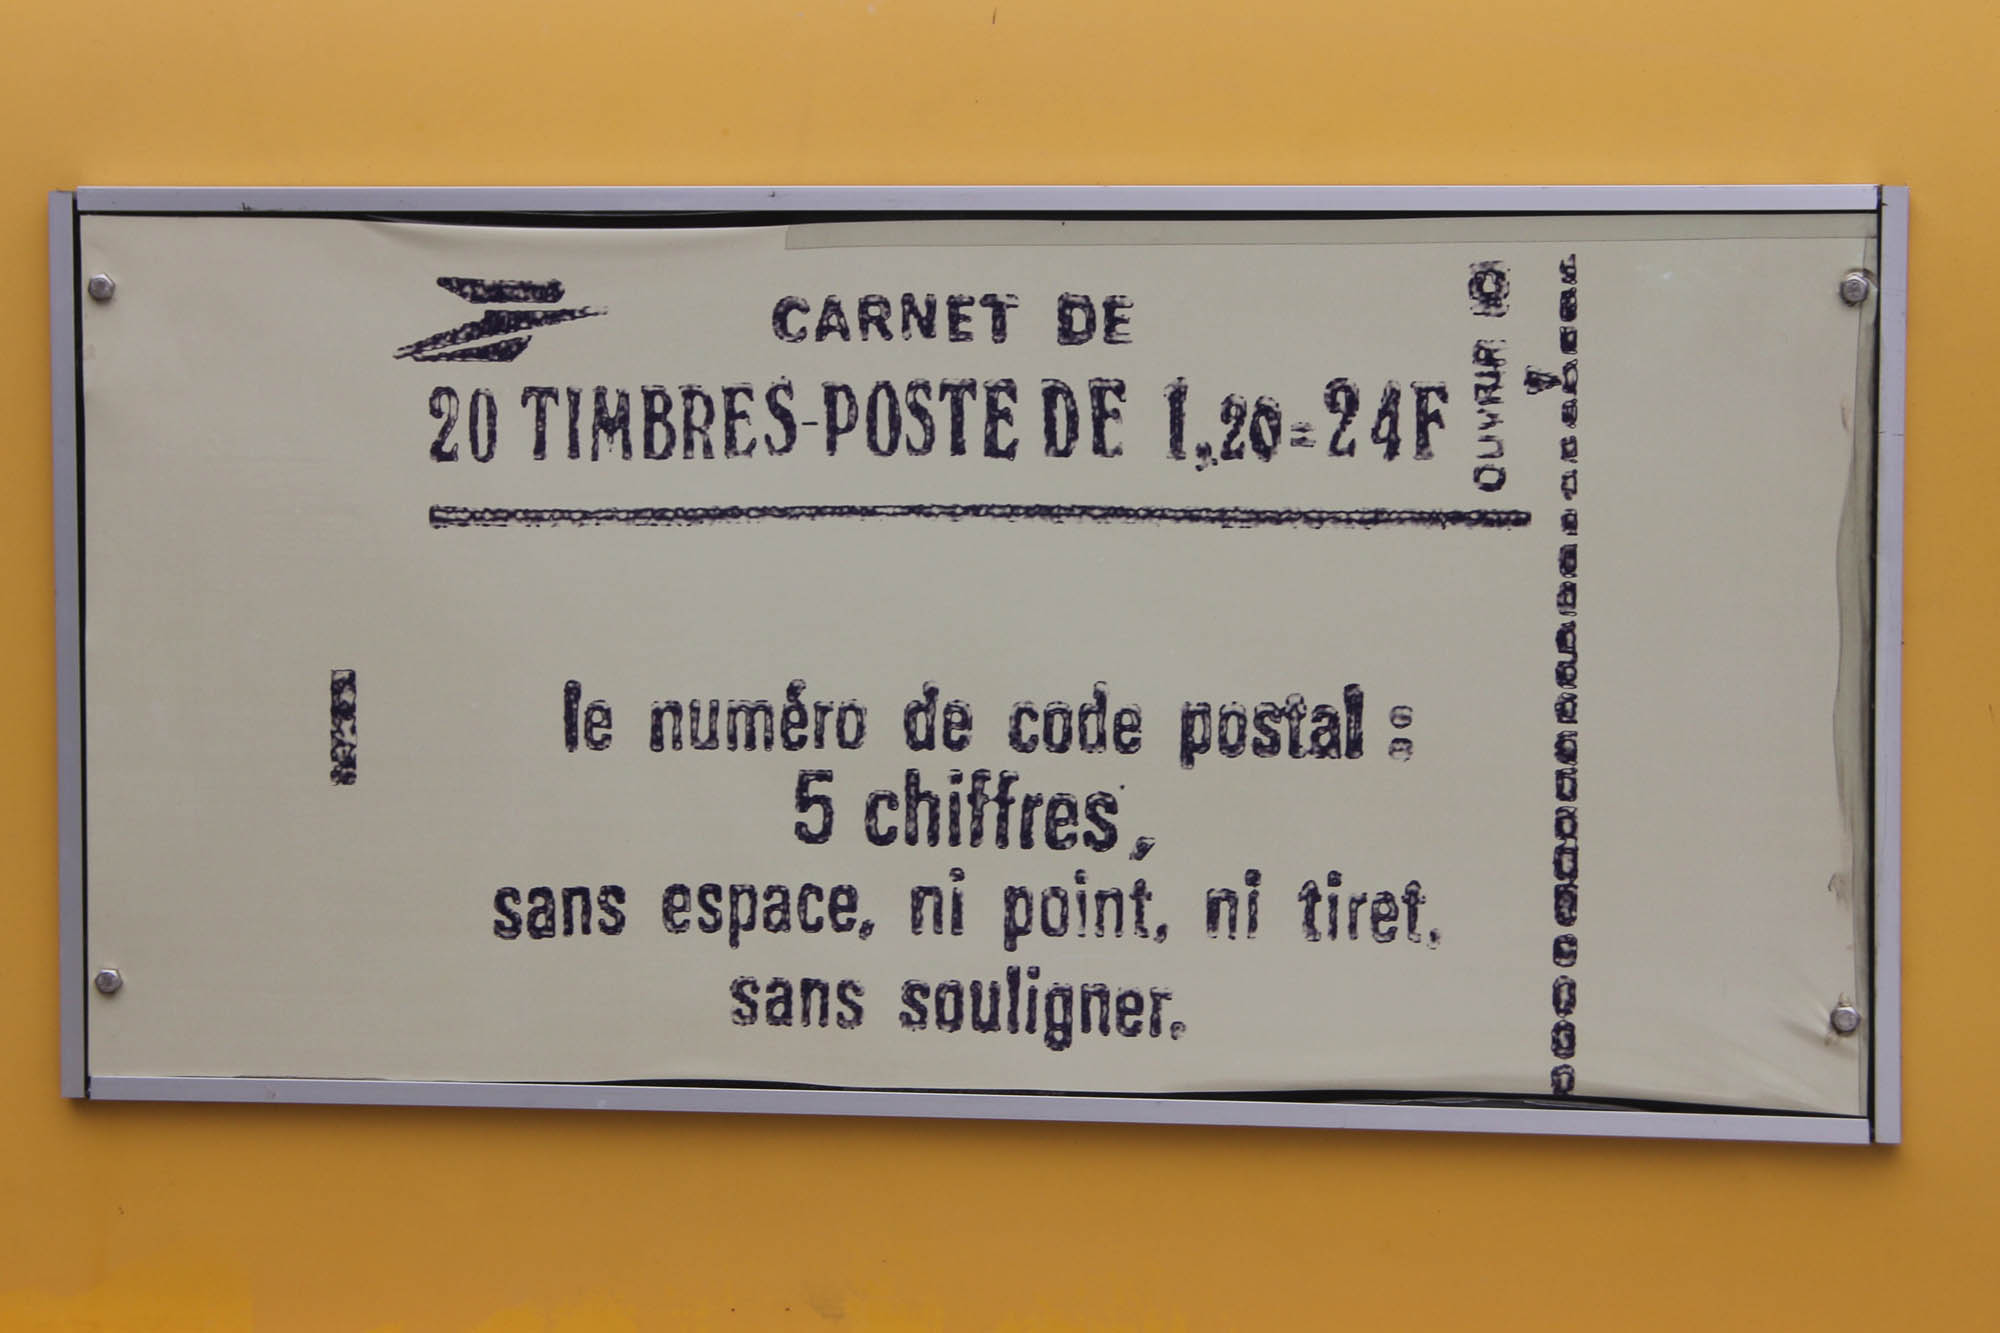 CARNET DE
20 TIMBRES-POSTE DE 1,20=24F
OUVRIR ICI
le numéro de code postal :
5 chiffres,
sans espace, ni point, ni tiret,
sans souligner.